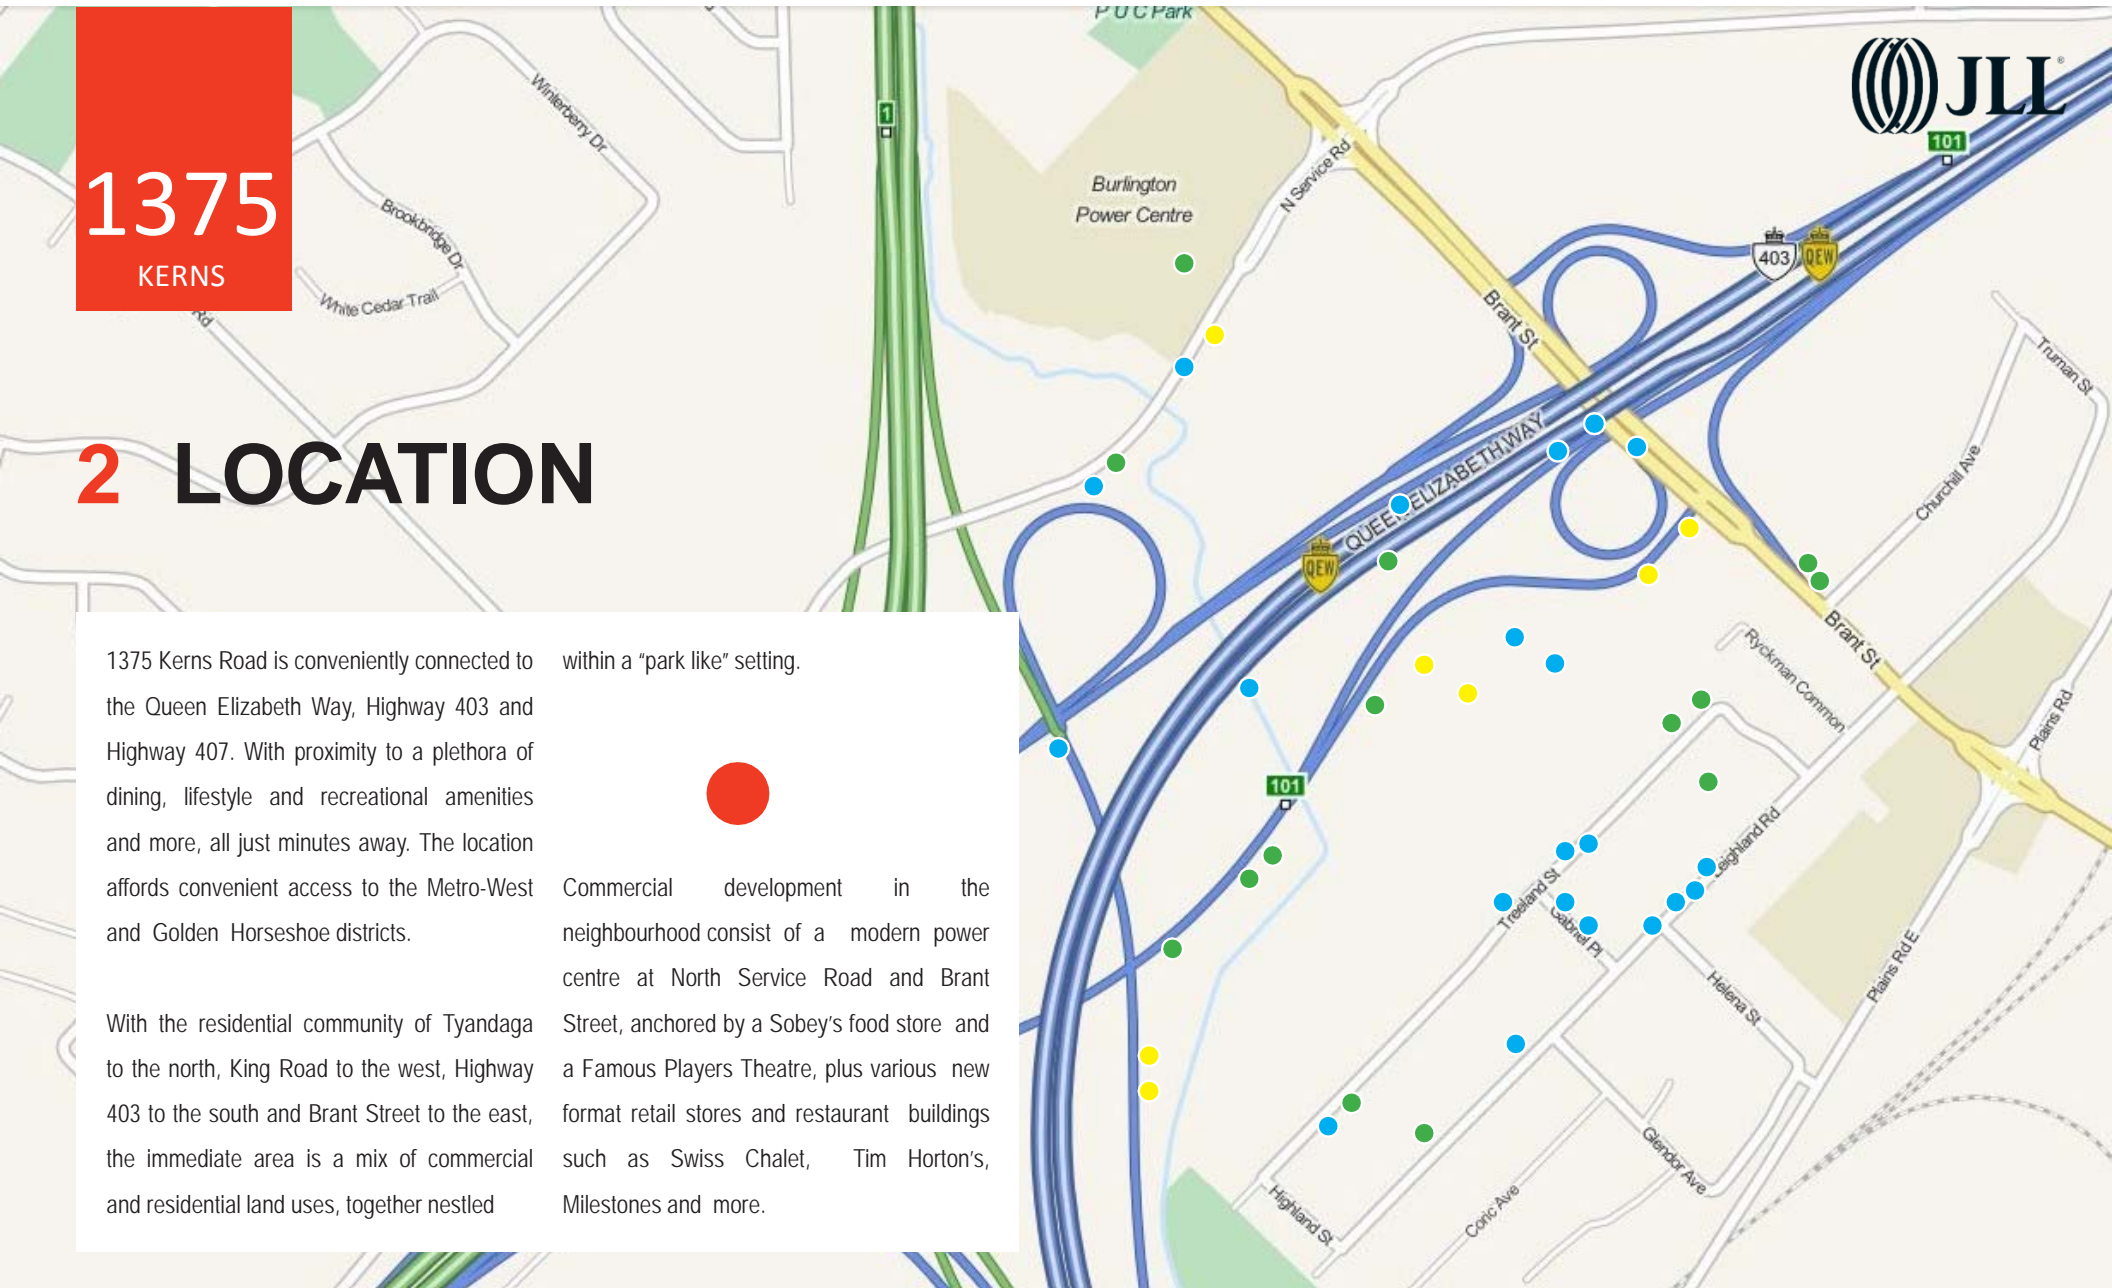 1375
KERNS
2 LOCATION
1375 Kerns Road is conveniently connected to
the Queen Elizabeth Way, Highway 403 and
Highway 407. With proximity to a plethora of
dining, lifestyle and recreational amenities
and more, all just minutes away. The location
affords convenient access to the Metro-West
and Golden Horseshoe districts.
With the residential community of Tyandaga
to the north, King Road to the west, Highway
403 to the south and Brant Street to the east,
the immediate area is a mix of commercial
and residential land uses, together nestled
within a “park like” setting.
Commercial development in the
neighbourhood consist of a modern power
centre at North Service Road and Brant
Street, anchored by a Sobey’s food store and
a Famous Players Theatre, plus various new
format retail stores and restaurant buildings
such as Swiss Chalet, Tim Horton’s,
Milestones and more.
JLL®
P U C Park
Winterberry Dr
Brookbridge Dr
White Cedar Trail
Rd
1
Burlington
Power Centre
N Service Rd
101
403
QEW
Brant St
Truman St
QUEEN ELIZABETH WAY
QEW
Churchill Ave
Brant St
Ryckman Common
Plains Rd
101
Leighland Rd
Treeland St
Gabriel Pl
Plains Rd E
Helena St
Glendor Ave
Coric Ave
Highland St